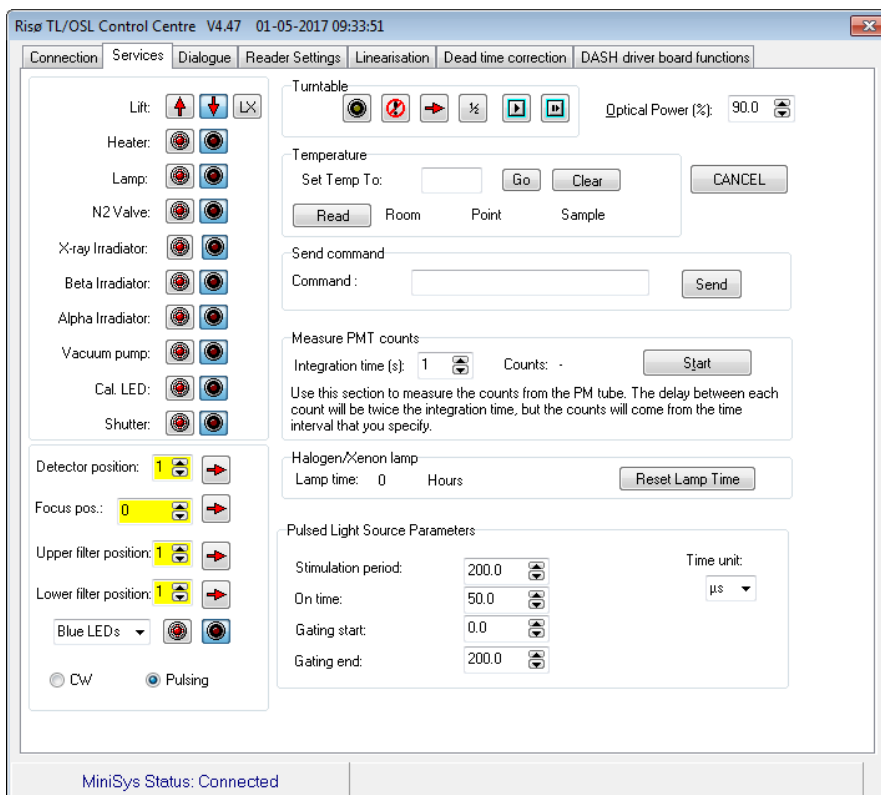 Risø TL/OSL Control Centre V4.47 01-05-2017 09:33:51
Connection Services Dialogue Reader Settings Linearisation Dead time correction DASH driver board functions
Lift: LX
Heater:
Lamp:
N2 Valve:
X-ray Irradiator:
Beta Irradiator:
Alpha Irradiator:
Vacuum pump:
Cal. LED:
Shutter:
Detector position: 1
Focus pos.: 0
Upper filter position: 1
Lower filter position: 1
Blue LEDs
CW Pulsing
Turntable
½
Optical Power (%): 90.0
Temperature
Set Temp To: Go Clear
CANCEL
Read Room Point Sample
Send command
Command : Send
Measure PMT counts
Integration time (s): 1 Counts: - Start
Use this section to measure the counts from the PM tube. The delay between each
count will be twice the integration time, but the counts will come from the time
interval that you specify.
Halogen/Xenon lamp
Lamp time: 0 Hours Reset Lamp Time
Pulsed Light Source Parameters
Stimulation period: 200.0
On time: 50.0
Gating start: 0.0
Gating end: 200.0
Time unit:
µs
MiniSys Status: Connected